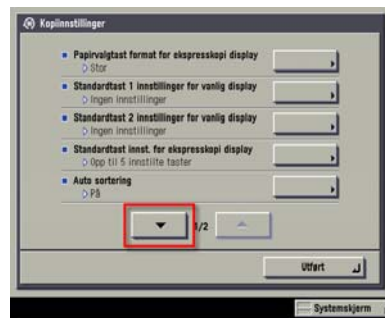 Kopiinnstillinger
Papirvalgtast format for ekspresskopi display
Stor
Standardtast 1 innstillinger for vanlig display
Ingen innstillinger
Standardtast 2 innstillinger for vanlig display
Ingen innstillinger
Standardtast innst. for ekspresskopi display
Opp til 5 innstilte taster
Auto sortering
På
1/2
Utført
Systemskjerm